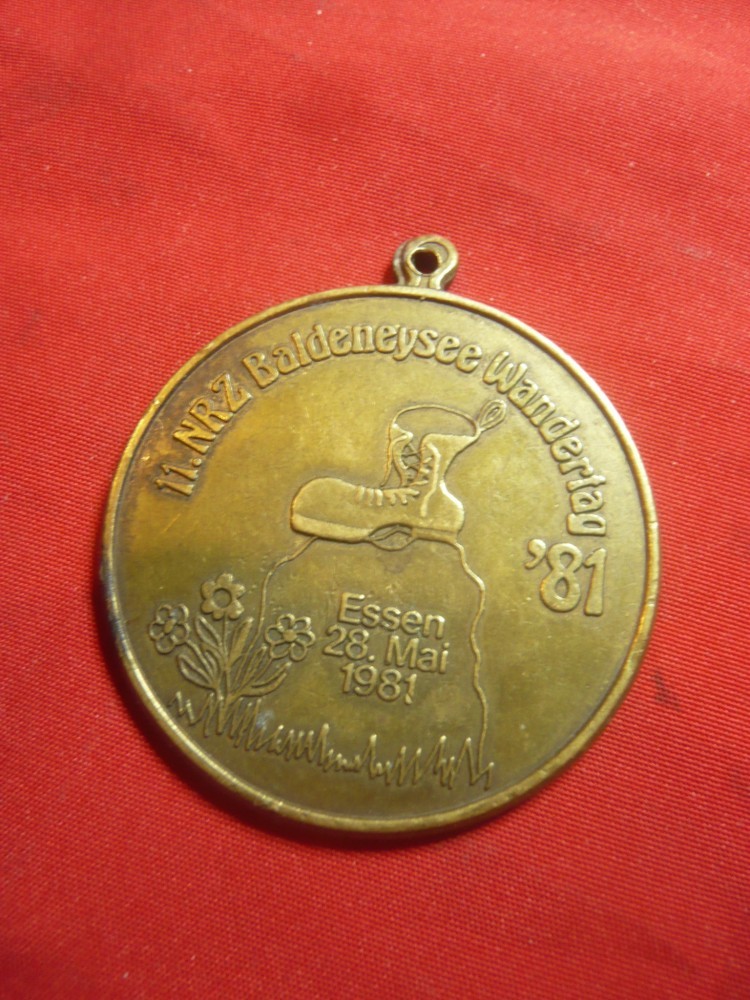 11. NRZ Baldeneysee Wandertag
'81
Essen
28. Mai
1981